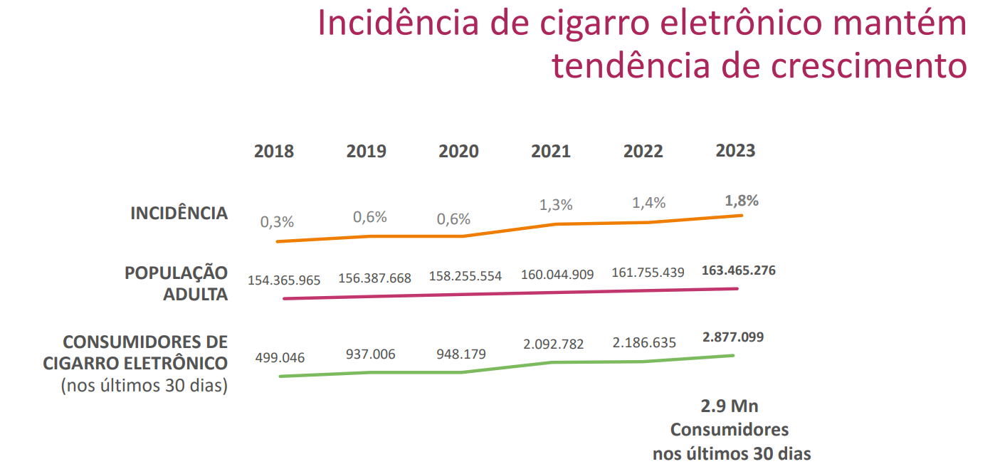 Incidência de cigarro eletrônico mantém
tendência de crescimento
2018 2019 2020 2021 2022 2023
INCIDÊNCIA
0,3% 0,6% 0,6% 1,3% 1,4% 1,8%
POPULAÇÃO
ADULTA
154.365.965 156.387.668 158.255.554 160.044.909 161.755.439 163.465.276
CONSUMIDORES DE
CIGARRO ELETRÔNICO
(nos últimos 30 dias)
499.046 937.006 948.179 2.092.782 2.186.635 2.877.099
2.9 Mn
Consumidores
nos últimos 30 dias